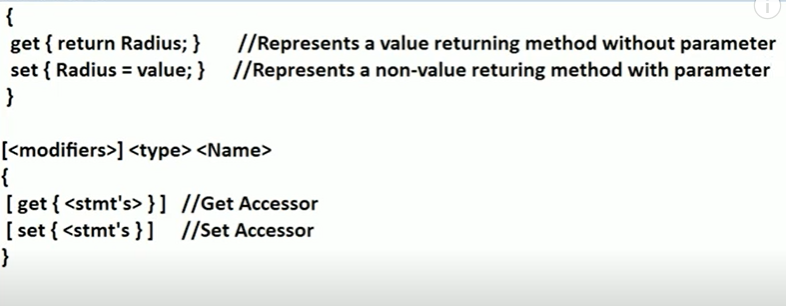 {
get { return Radius; } //Represents a value returning method without parameter
set { Radius = value; } //Represents a non-value returing method with parameter
}
[<modifiers>] <type> <Name>
{
[ get { <stmt's> } ] //Get Accessor
[ set { <stmt's } ] //Set Accessor
}